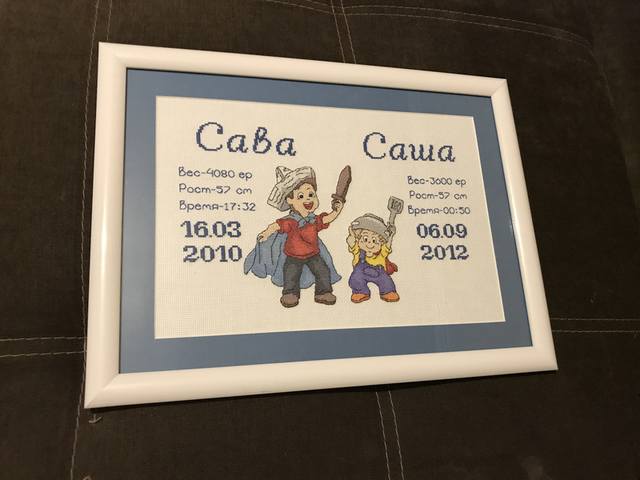 Сава
Вес-4080 гр
Рост-57 см
Время-17:32
16.03
2010
Саша
Вес-3600 гр
Рост-57 см
Время-00:50
06.09
2012